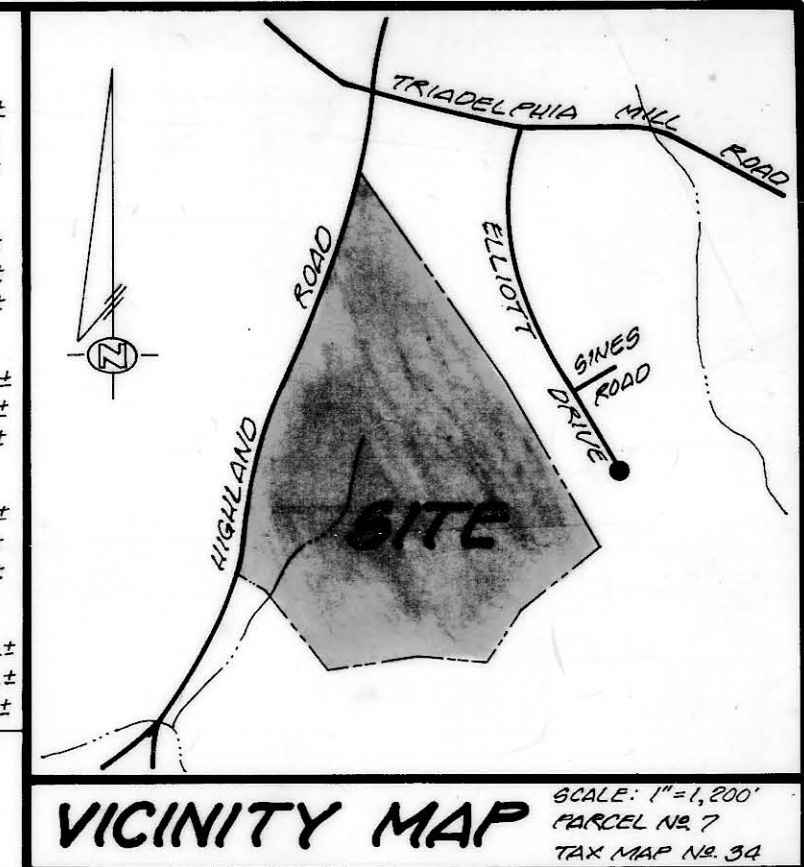 TRIADELPHIA MILL ROAD
HIGHLAND ROAD
ELLIOTT DRIVE
SINES
ROAD
N
SITE
VICINITY MAP
SCALE: 1"=1,200'
PARCEL No. 7
TAX MAP No. 34
±
±
±
±
±
±
±
±
±
±
±
±
±